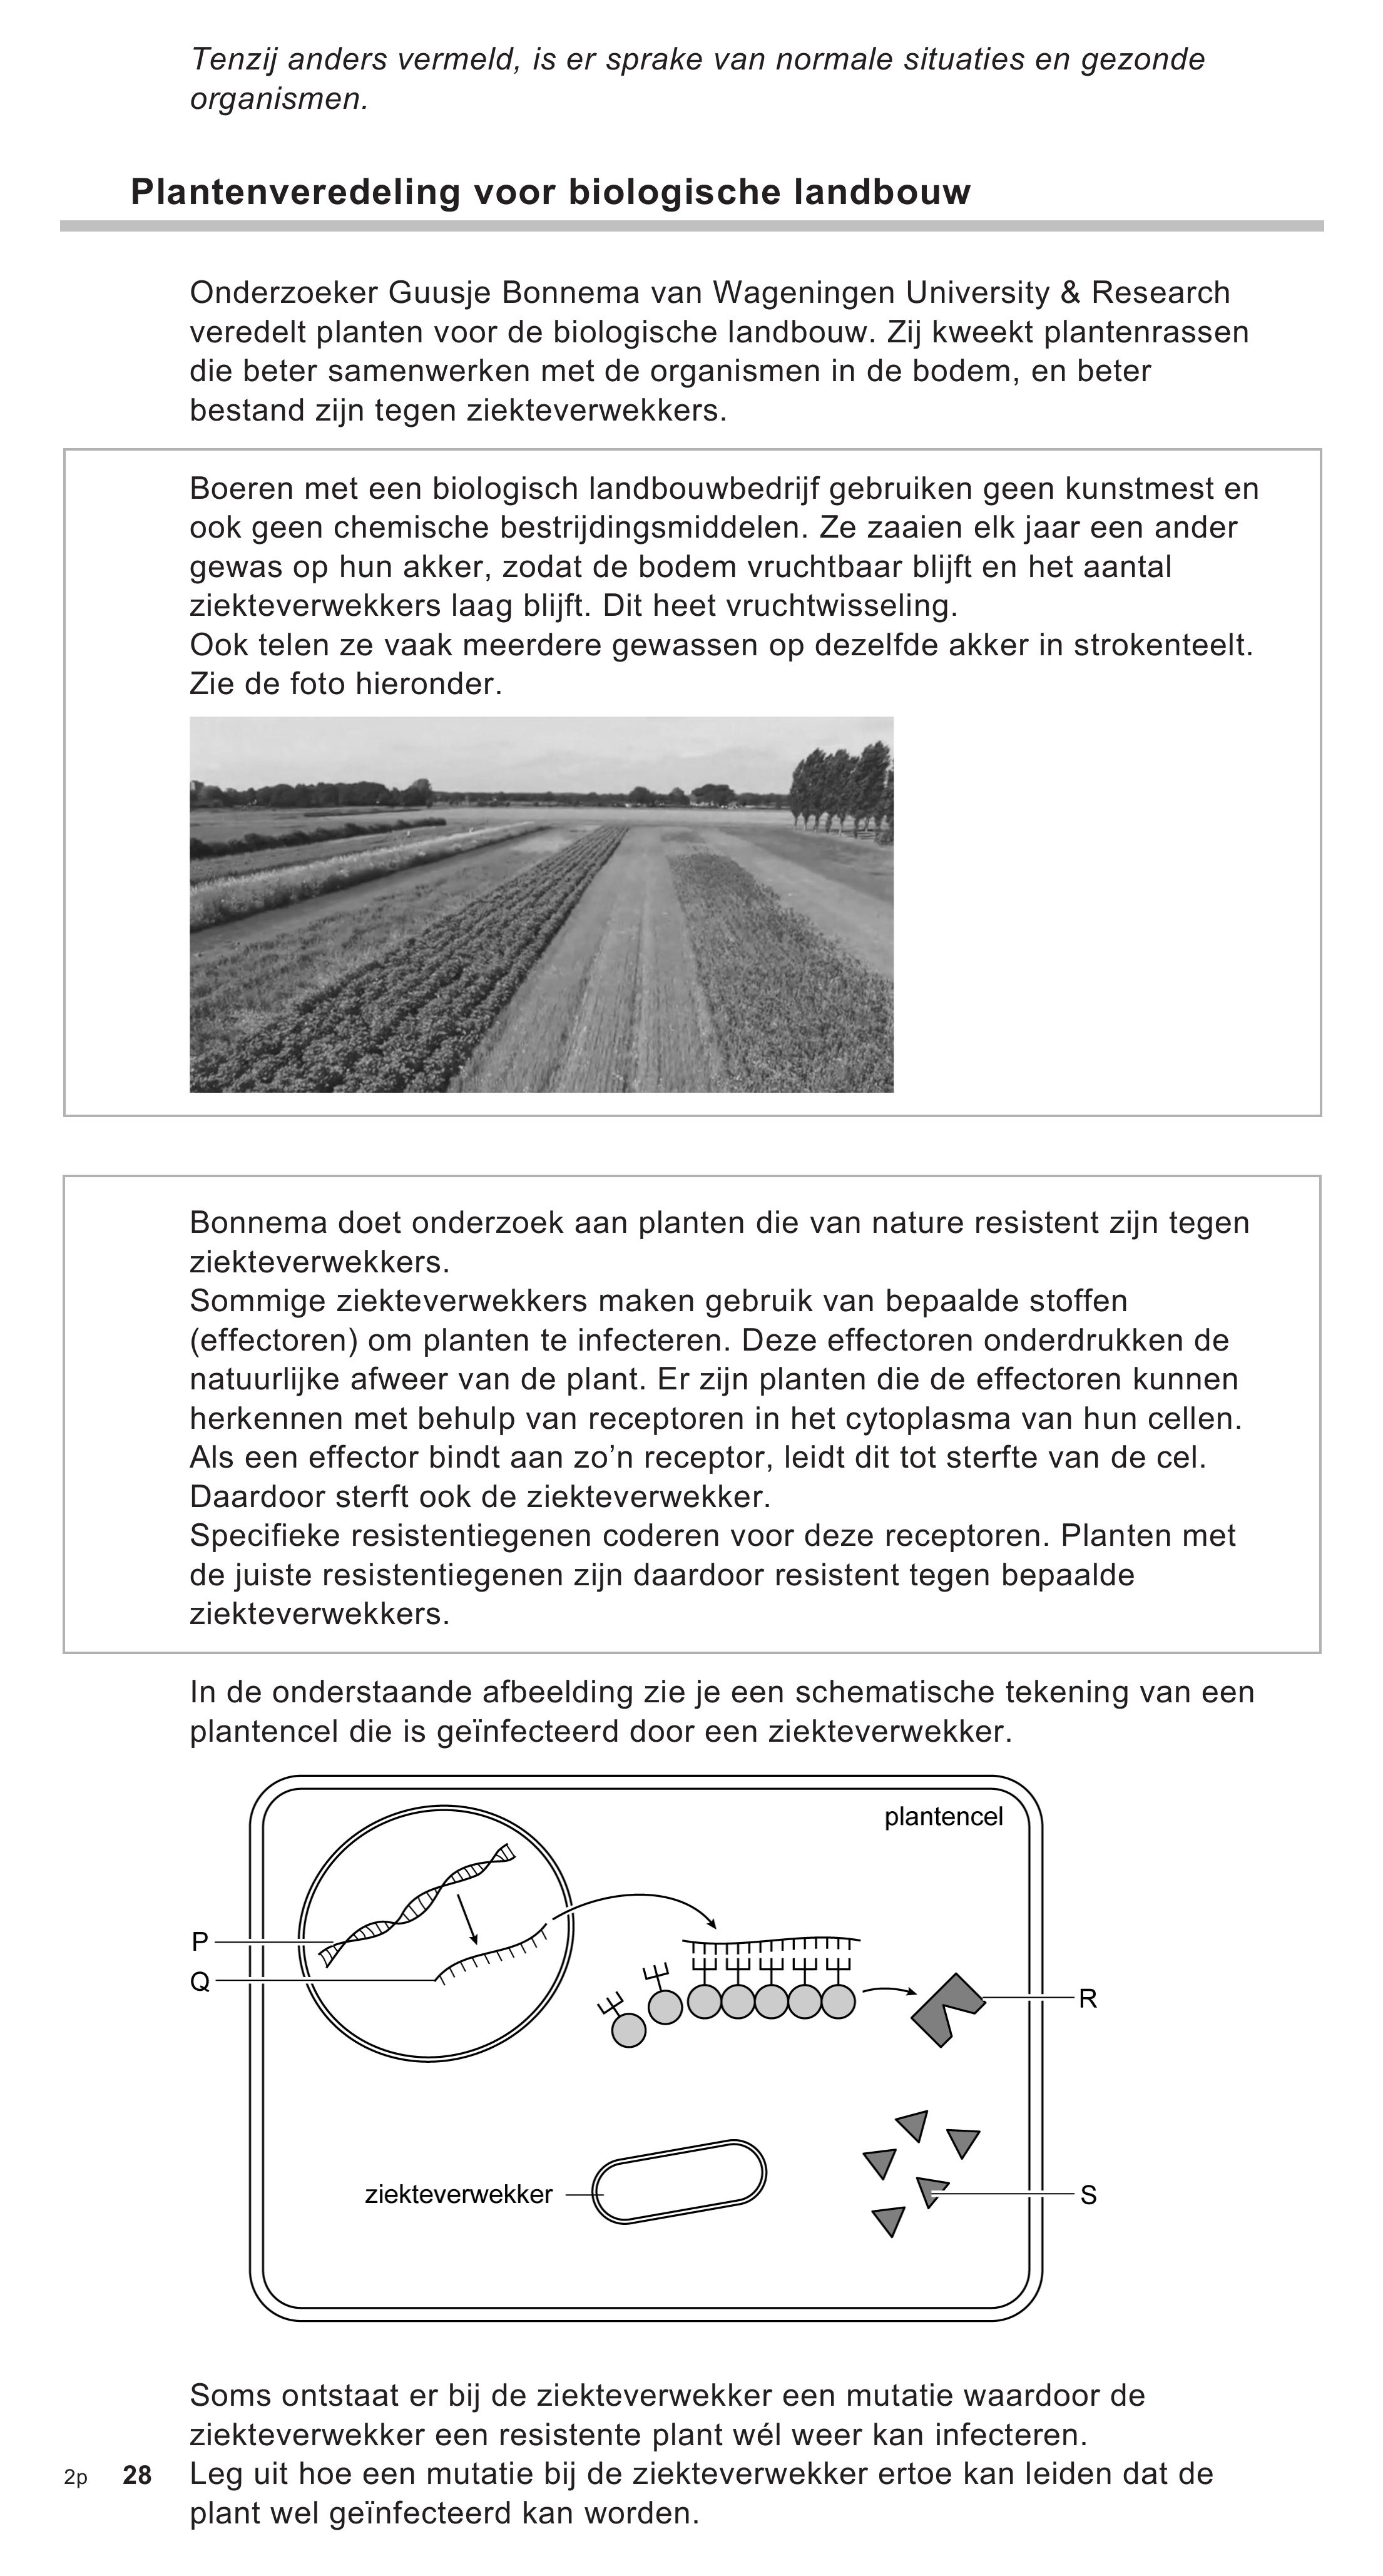 Tenzij anders vermeld, is er sprake van normale situaties en gezonde
organismen.
Plantenveredeling voor biologische landbouw
Onderzoeker Guusje Bonnema van Wageningen University & Research
veredelt planten voor de biologische landbouw. Zij kweekt plantenrassen
die beter samenwerken met de organismen in de bodem, en beter
bestand zijn tegen ziekteverwekkers.
Boeren met een biologisch landbouwbedrijf gebruiken geen kunstmest en
ook geen chemische bestrijdingsmiddelen. Ze zaaien elk jaar een ander
gewas op hun akker, zodat de bodem vruchtbaar blijft en het aantal
ziekteverwekkers laag blijft. Dit heet vruchtwisseling.
Ook telen ze vaak meerdere gewassen op dezelfde akker in strokenteelt.
Zie de foto hieronder.
Bonnema doet onderzoek aan planten die van nature resistent zijn tegen
ziekteverwekkers.
Sommige ziekteverwekkers maken gebruik van bepaalde stoffen
(effectoren) om planten te infecteren. Deze effectoren onderdrukken de
natuurlijke afweer van de plant. Er zijn planten die de effectoren kunnen
herkennen met behulp van receptoren in het cytoplasma van hun cellen.
Als een effector bindt aan zo’n receptor, leidt dit tot sterfte van de cel.
Daardoor sterft ook de ziekteverwekker.
Specifieke resistentiegenen coderen voor deze receptoren. Planten met
de juiste resistentiegenen zijn daardoor resistent tegen bepaalde
ziekteverwekkers.
In de onderstaande afbeelding zie je een schematische tekening van een
plantencel die is geïnfecteerd door een ziekteverwekker.
plantencel
P
Q
R
ziekteverwekker
S
Soms ontstaat er bij de ziekteverwekker een mutatie waardoor de
ziekteverwekker een resistente plant wél weer kan infecteren.
2p 28 Leg uit hoe een mutatie bij de ziekteverwekker ertoe kan leiden dat de
plant wel geïnfecteerd kan worden.